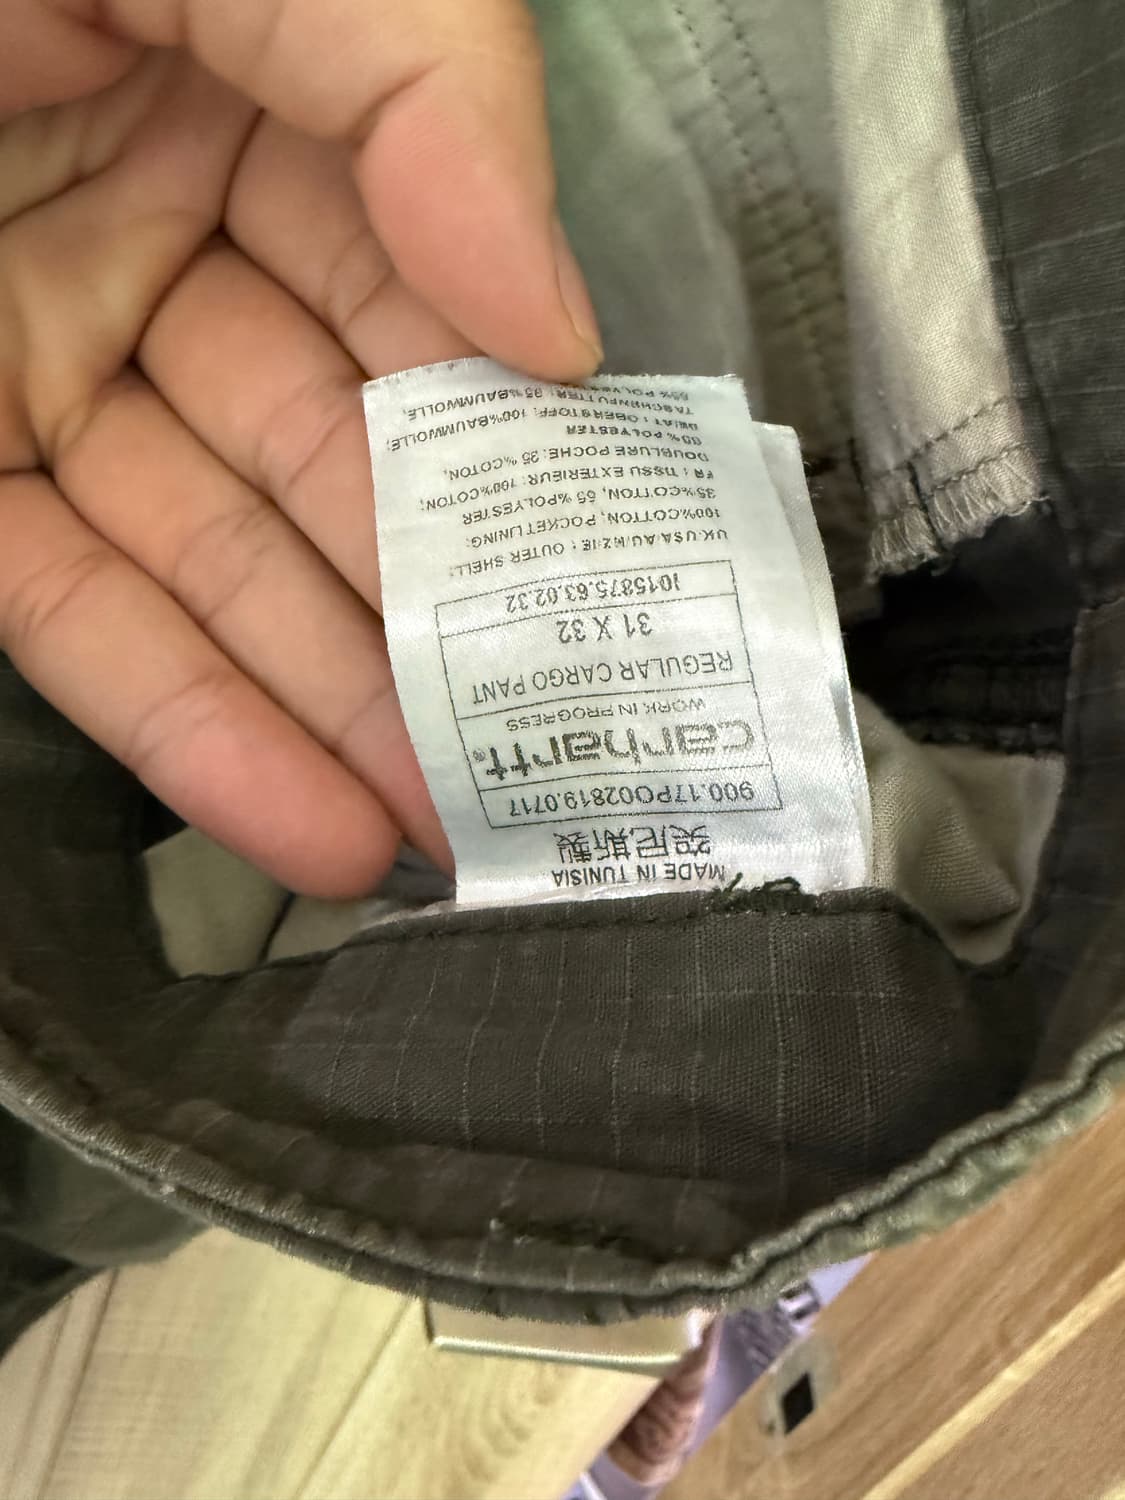 MADE IN TUNISIA
突尼斯製
900.17PO02819.0717
carhartt®
WORK IN PROGRESS
REGULAR CARGO PANT
31 X 32
I015875.63.02.32
UK:USA:AU:NZ:IE : OUTER SHELL:
100%COTTON, POCKET LINING:
35%COTTON, 65 %POLYESTER
FR : TISSU EXTERIEUR: 100%COTON;
DOUBLURE POCHE: 35 %COTON,
65% POLYESTER
DE/AT : OBERSTOFF: 100%BAUMWOLLE;
TASCHENFUTTER: 35%BAUMWOLLE,
65%